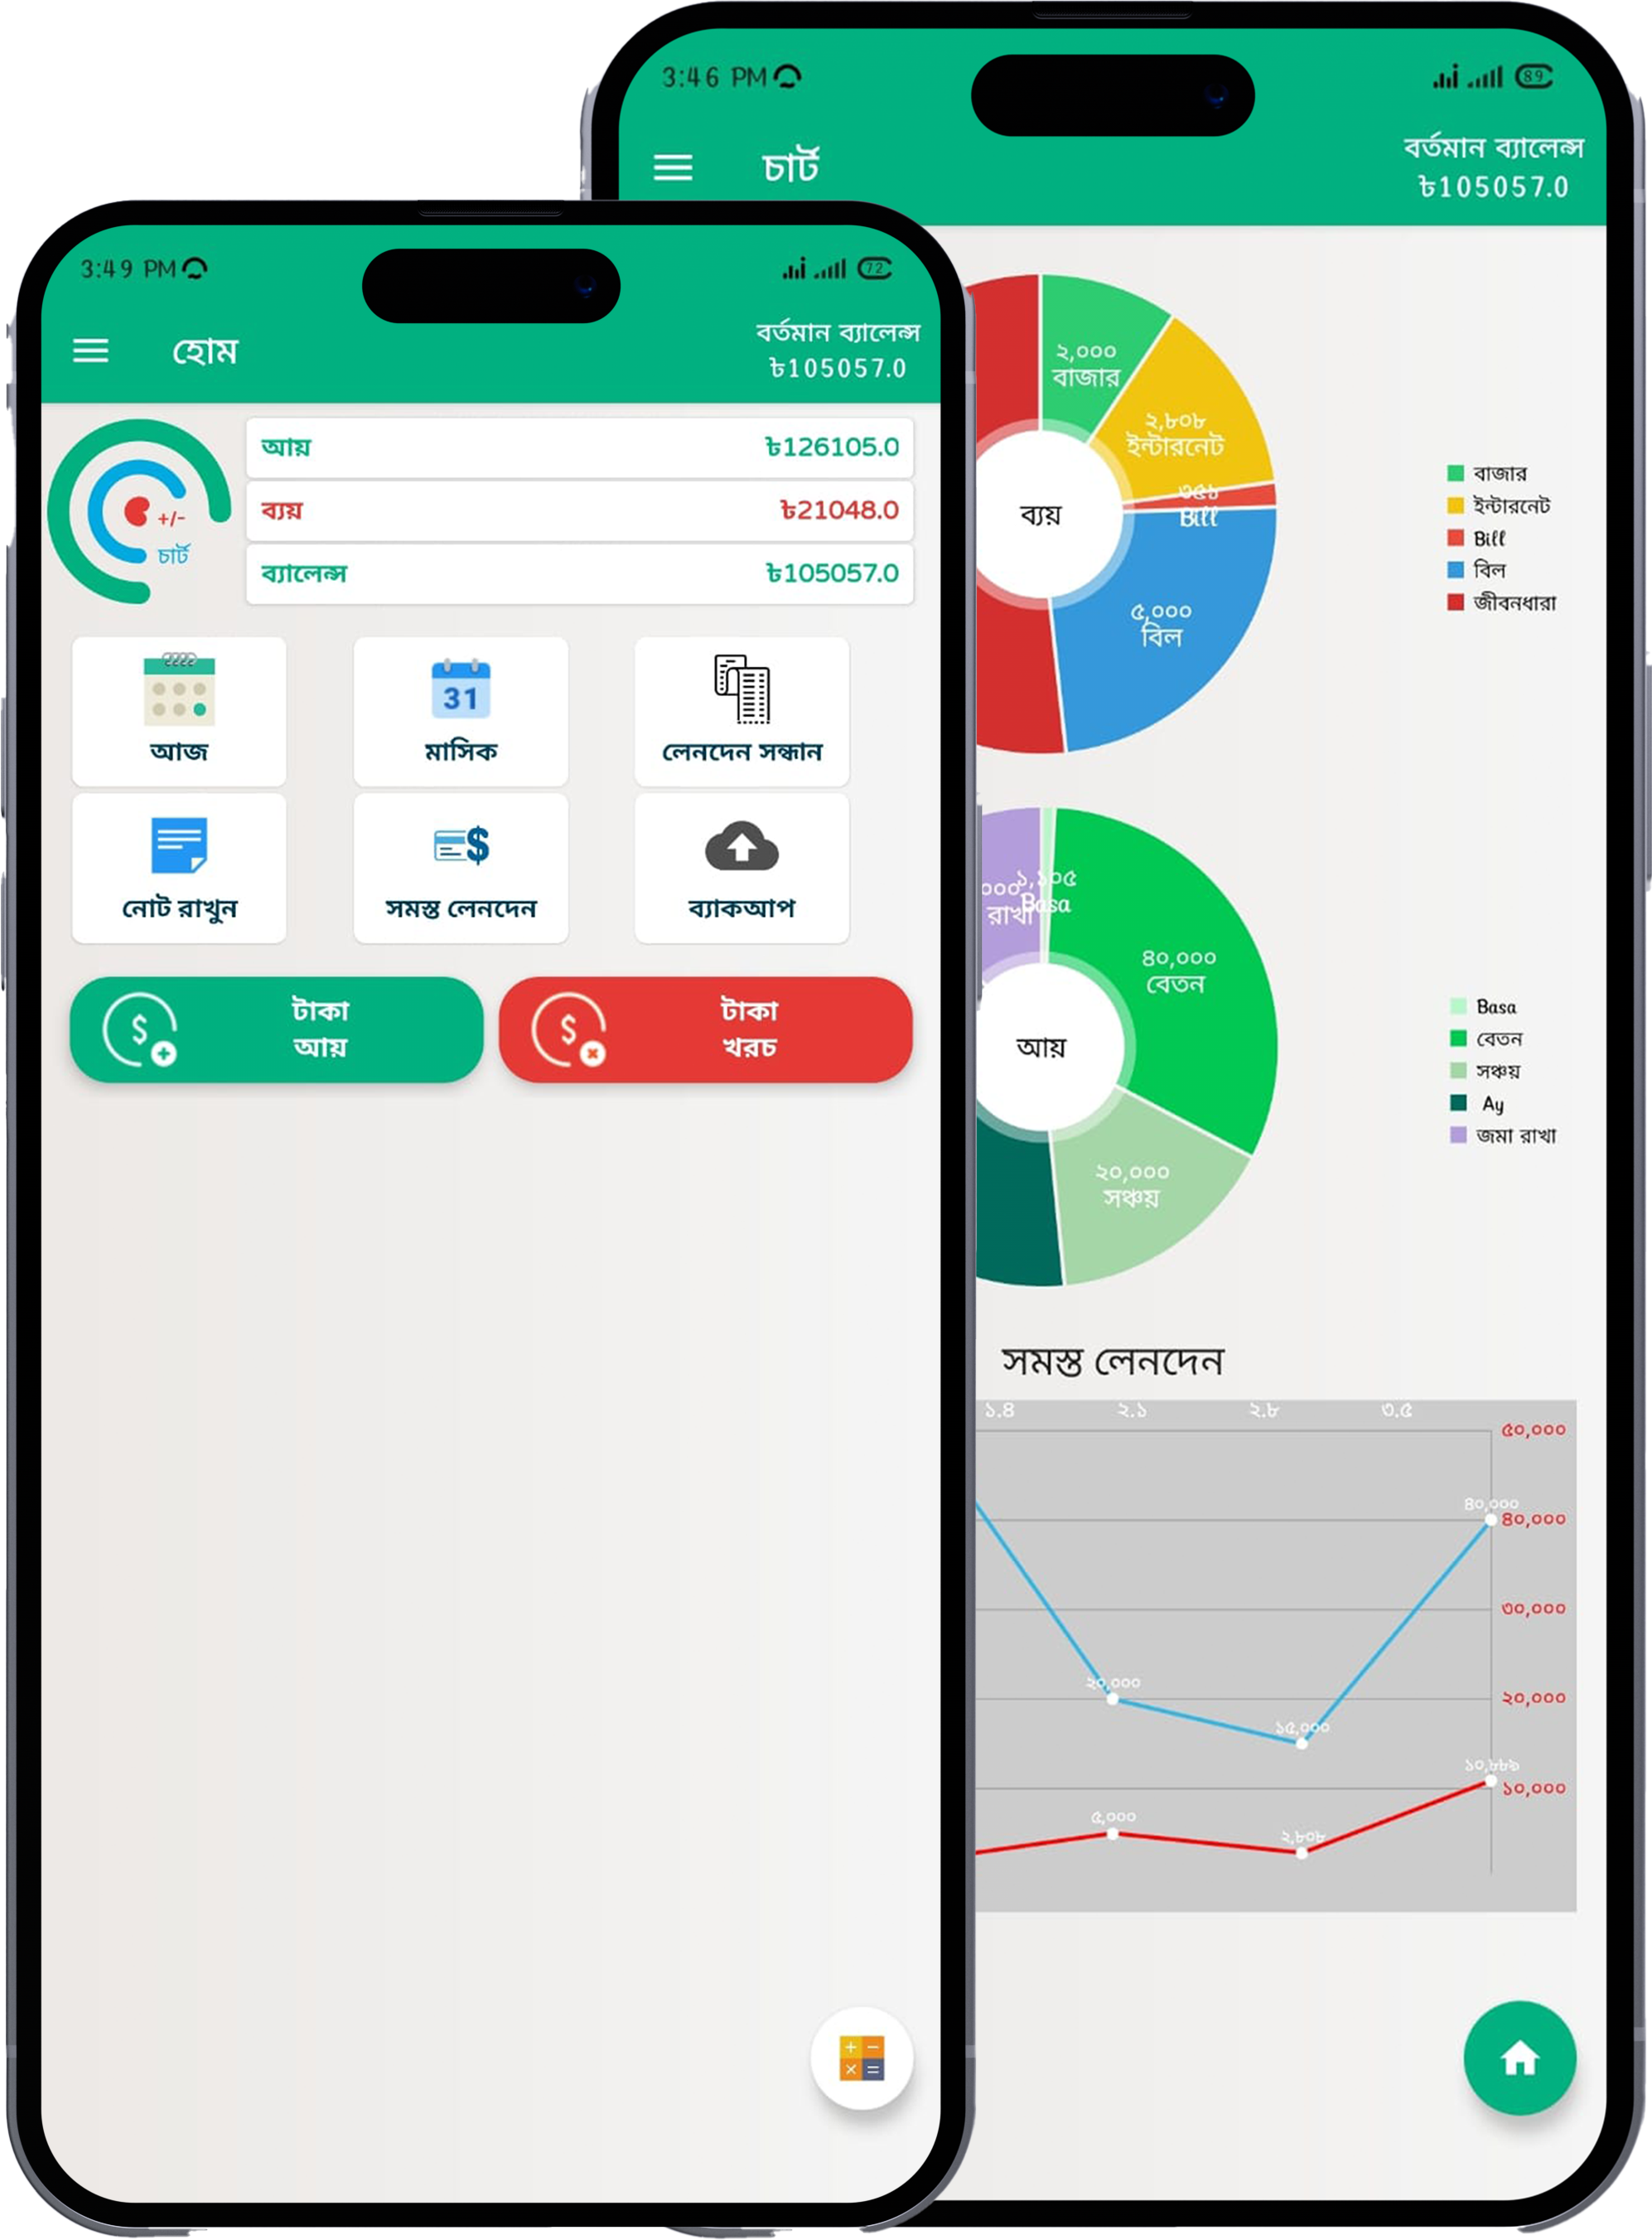 3:46 PM
89
চার্ট
বর্তমান ব্যালেন্স
৳105057.0
3:49 PM
72
হোম
বর্তমান ব্যালেন্স
৳105057.0
+/-
চার্ট
আয়
৳126105.0
ব্যয়
৳21048.0
ব্যালেন্স
৳105057.0
আজ
31
মাসিক
লেনদেন সন্ধান
নোট রাখুন
$
সমস্ত লেনদেন
ব্যাকআপ
$
টাকা
আয়
$
টাকা
খরচ
২,০০০
বাজার
২,৮০৮
ইন্টারনেট
৩৫১
Bill
৫,০০০
বিল
ব্যয়
বাজার
ইন্টারনেট
Bill
বিল
জীবনধারা
রাখা
১,১০৫
Basa
৪০,০০০
বেতন
২০,০০০
সঞ্চয়
আয়
Basa
বেতন
সঞ্চয়
Ay
জমা রাখা
সমস্ত লেনদেন
১.৪
২.১
২.৮
৩.৫
৫০,০০০
৪০,০০০
৪০,০০০
৩০,০০০
২০,০০০
২০,০০০
১৫,০০০
১০,৮৮৯
১০,০০০
৫,০০০
২,৮০৮